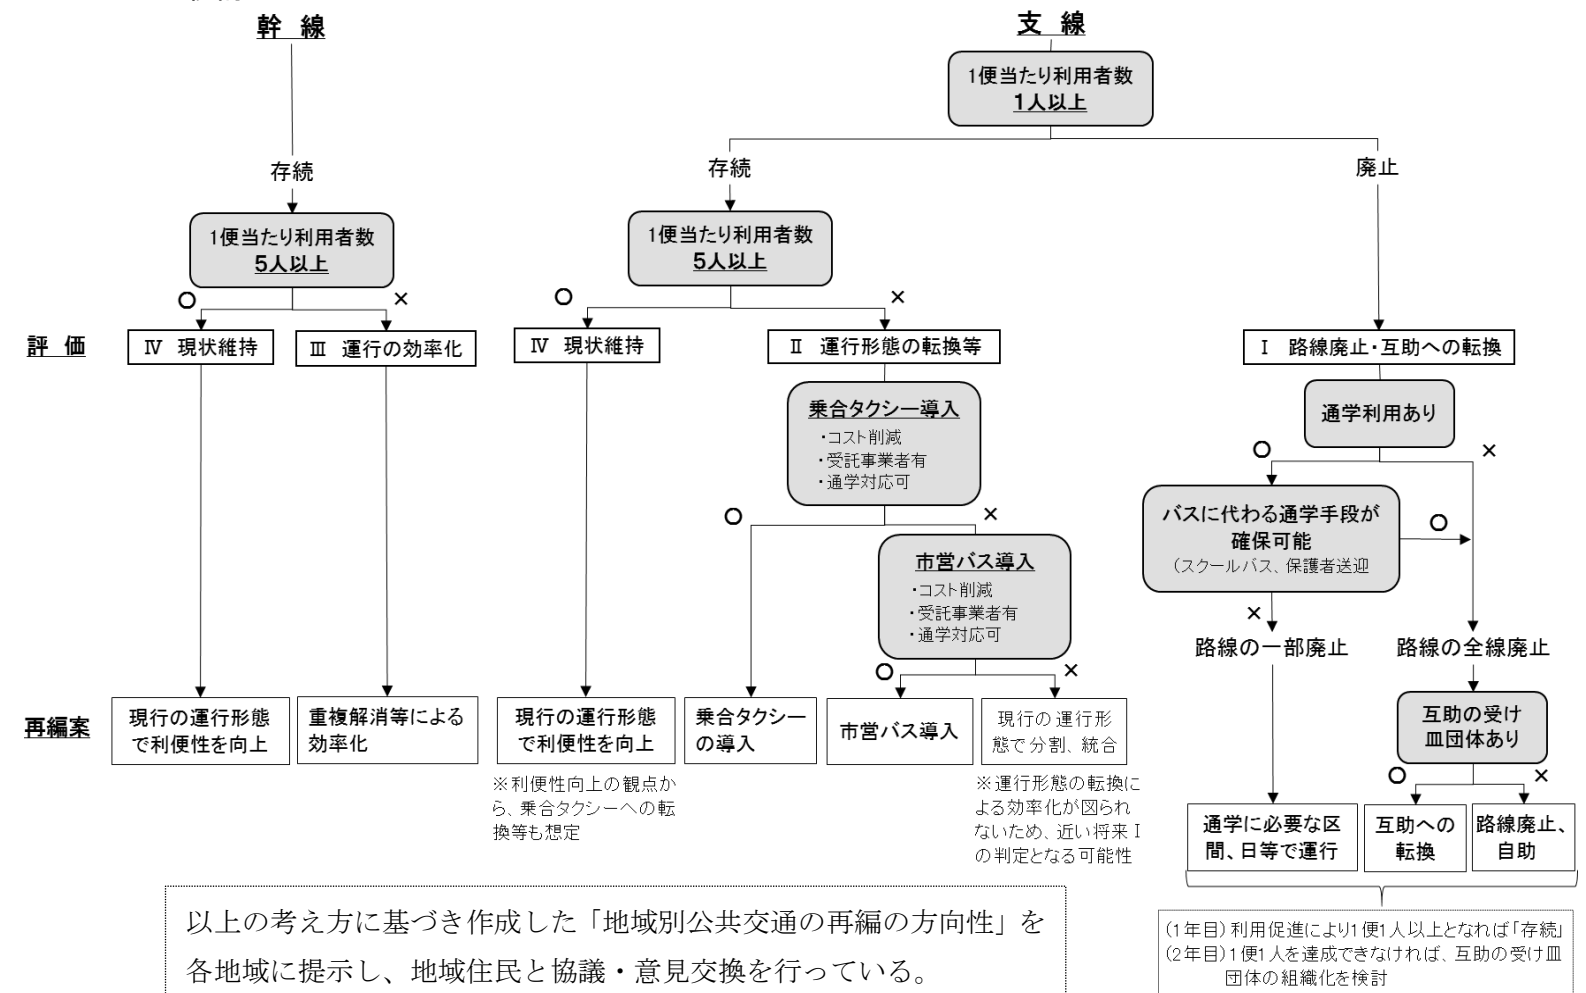 幹 線
支 線
1便当たり利用者数
1人以上
存続
存続
廃止
1便当たり利用者数
5人以上
1便当たり利用者数
5人以上
○
×
○
×
評 価
Ⅳ 現状維持
Ⅲ 運行の効率化
Ⅳ 現状維持
Ⅱ 運行形態の転換等
Ⅰ 路線廃止・互助への転換
乗合タクシー導入
・コスト削減
・受託事業者有
・通学対応可
通学利用あり
○
×
○
×
バスに代わる通学手段が
確保可能
(スクールバス、保護者送迎
○
市営バス導入
・コスト削減
・受託事業者有
・通学対応可
×
路線の一部廃止
路線の全線廃止
○
×
再編案
現行の運行形態
で利便性を向上
重複解消等による
効率化
現行の運行形態
で利便性を向上
乗合タクシー
の導入
市営バス導入
現行の運行形
態で分割、統合
互助の受け
皿団体あり
○
×
※利便性向上の観点か
ら、乗合タクシーへの転
換等も想定
※運行形態の転換に
よる効率化が図られ
ないため、近い将来Ⅰ
の判定となる可能性
通学に必要な区
間、日等で運行
互助への
転換
路線廃止、
自助
以上の考え方に基づき作成した「地域別公共交通の再編の方向性」を
各地域に提示し、地域住民と協議・意見交換を行っている。
(1年目)利用促進により1便1人以上となれば「存続」
(2年目)1便1人を達成できなければ、互助の受け皿
団体の組織化を検討